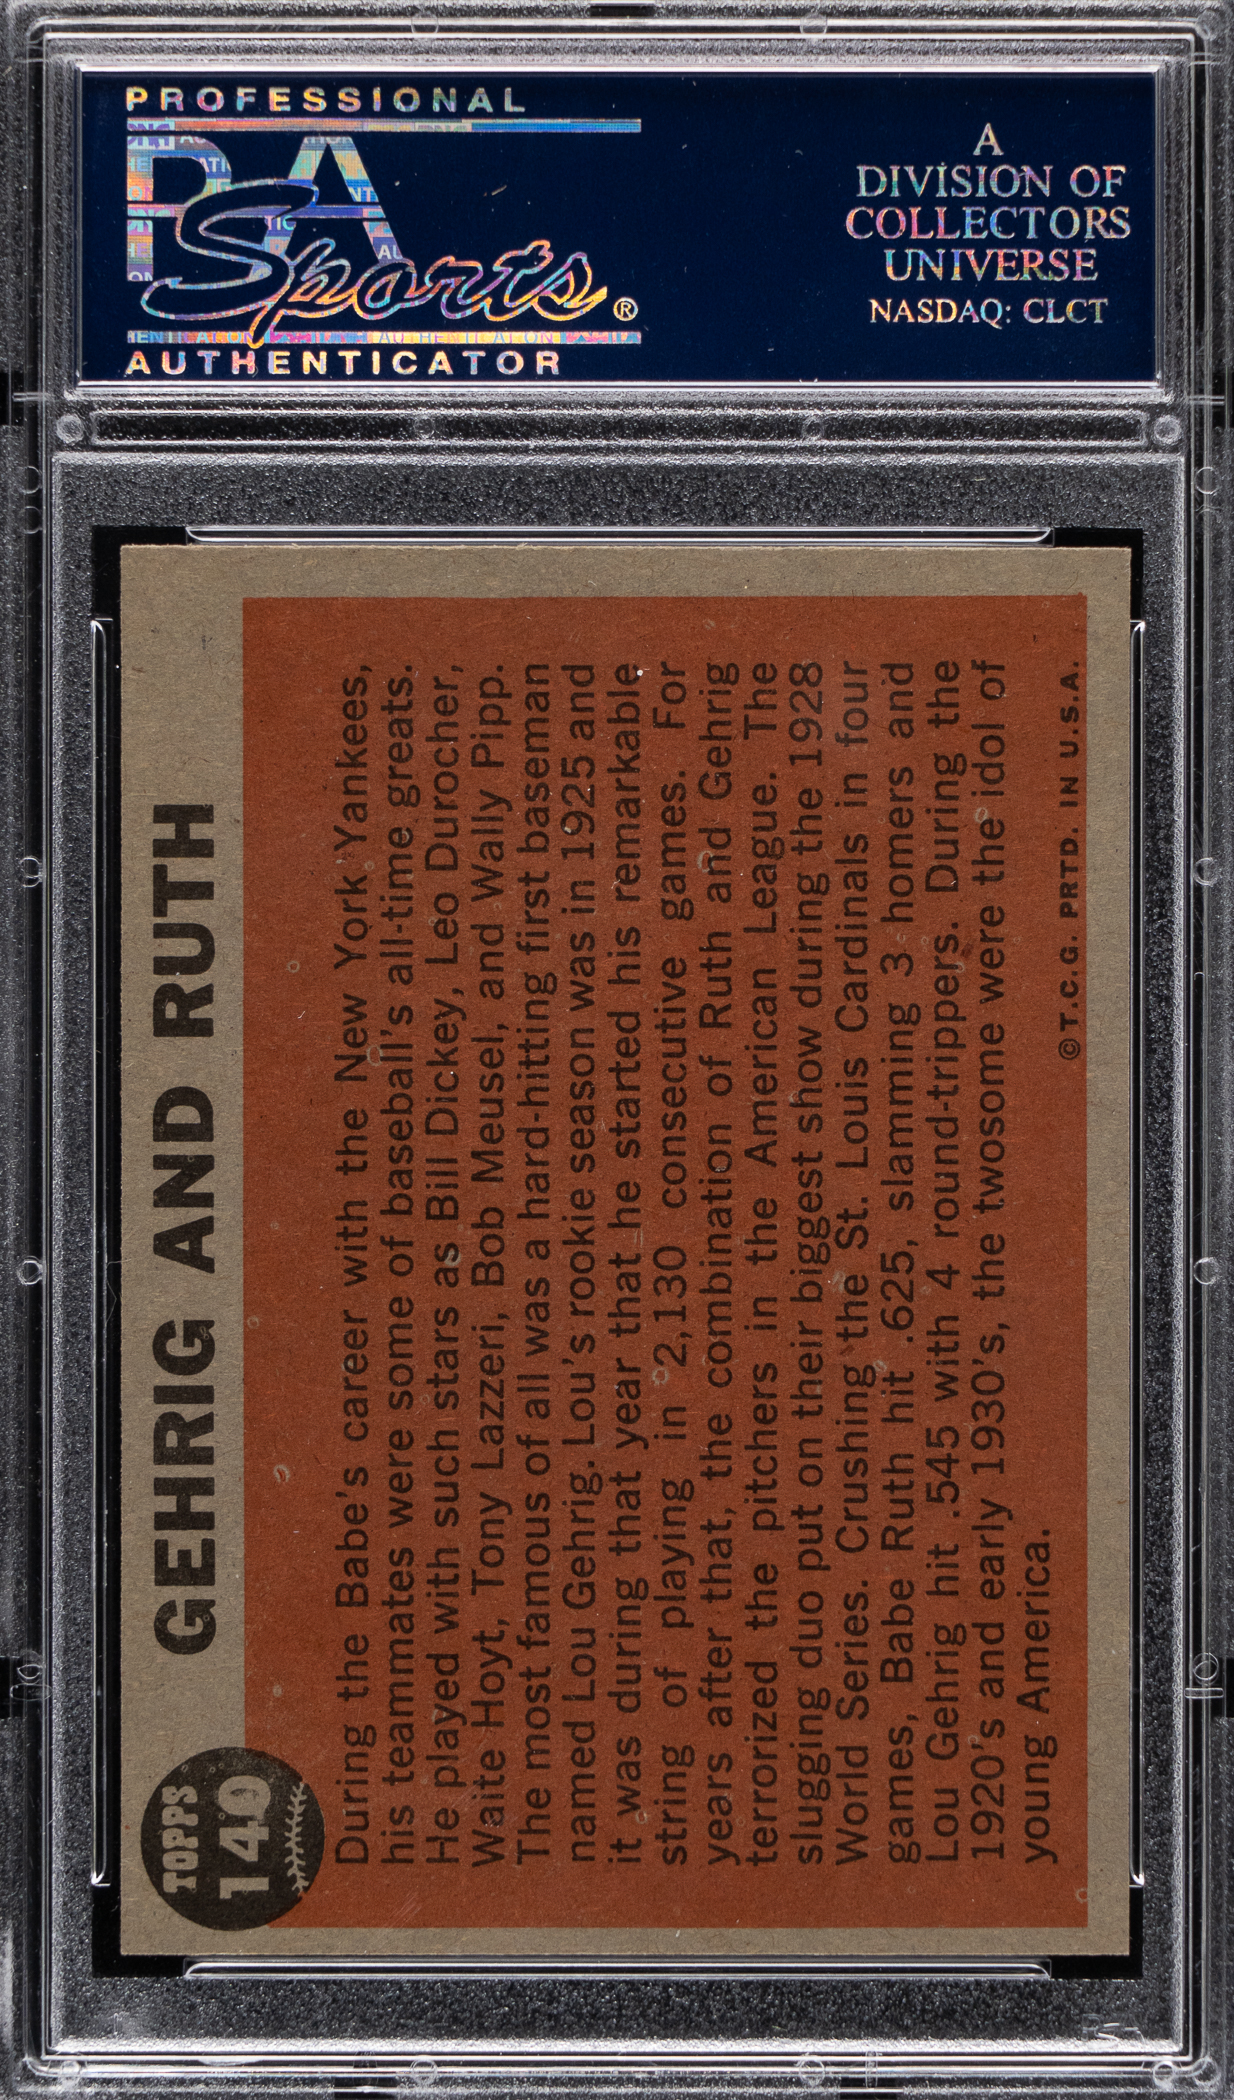 PROFESSIONAL
PSA
Sports®
AUTHENTICATOR
A
DIVISION OF
COLLECTORS
UNIVERSE
NASDAQ: CLCT
TOPPS
140
GEHRIG AND RUTH
During the Babe's career with the New York Yankees,
his teammates were some of baseball's all-time greats.
He played with such stars as Bill Dickey, Leo Durocher,
Waite Hoyt, Tony Lazzeri, Bob Meusel, and Wally Pipp.
The most famous of all was a hard-hitting first baseman
named Lou Gehrig. Lou's rookie season was in 1925 and
it was during that year that he started his remarkable
string of playing in 2,130 consecutive games. For
years after that, the combination of Ruth and Gehrig
terrorized the pitchers in the American League. The
slugging duo put on their biggest show during the 1928
World Series. Crushing the St. Louis Cardinals in four
games, Babe Ruth hit .625, slamming 3 homers and
Lou Gehrig hit .545 with 4 round-trippers. During the
1920's and early 1930's, the twosome were the idol of
young America.
©T.C.G. PRTD. IN U.S.A.